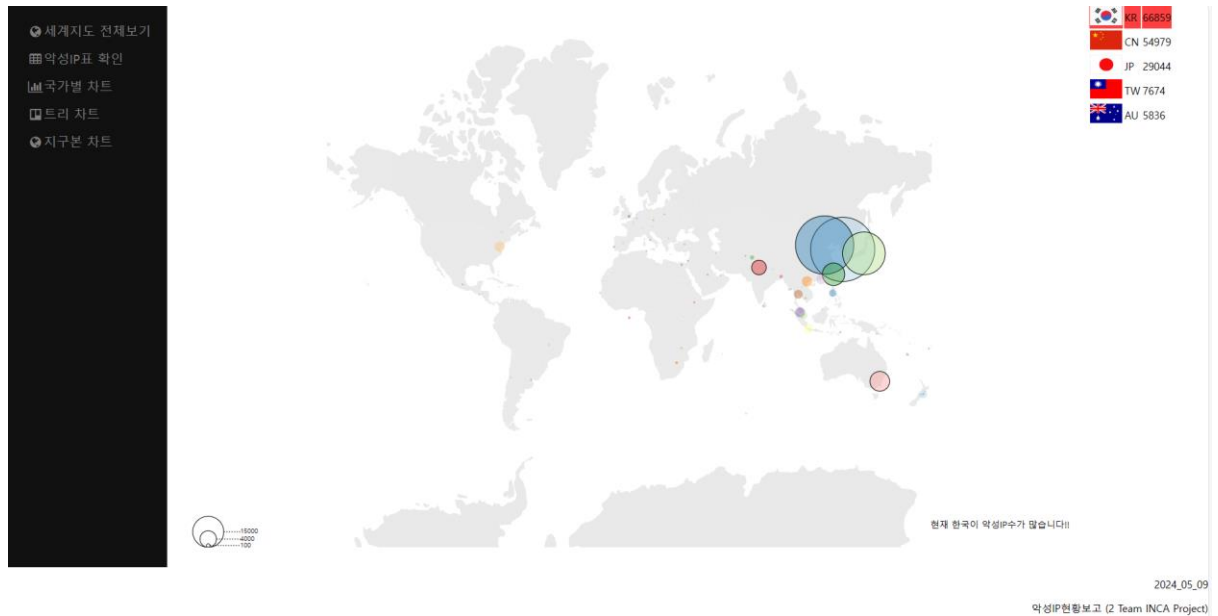 세계지도 전체보기
악성IP표 확인
국가별 차트
트리 차트
지구본 차트
KR 66859
CN 54979
JP 29044
TW 7674
AU 5836
15000
4000
100
현재 한국이 악성IP수가 많습니다!!
2024_05_09
악성IP현황보고 (2 Team INCA Project)